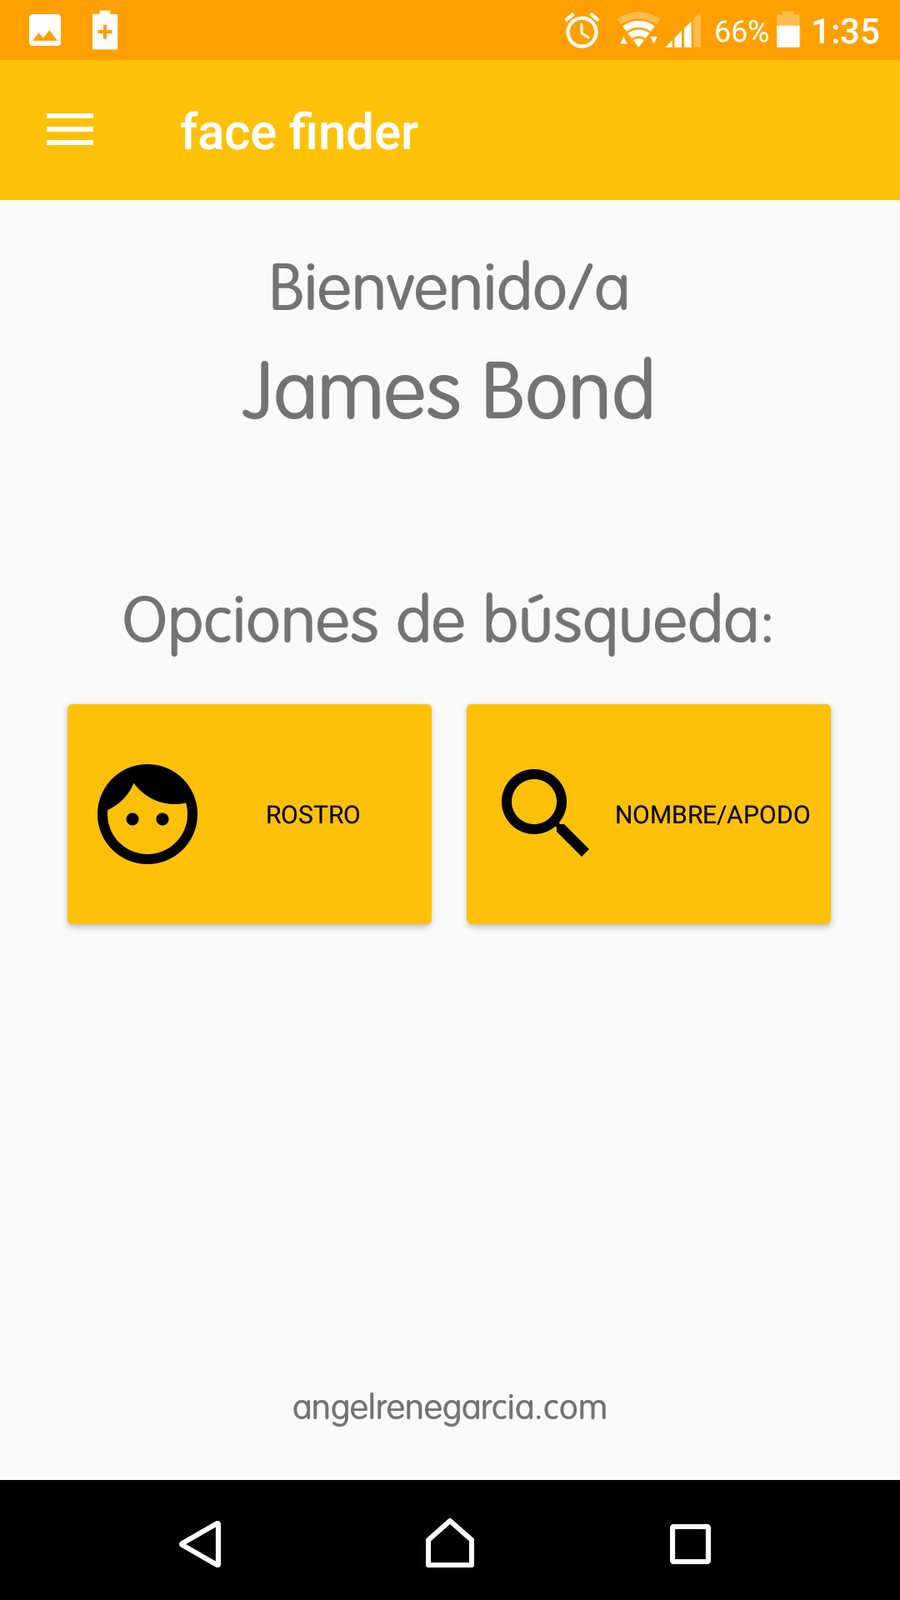 66% 1:35
face finder
Bienvenido/a
James Bond
Opciones de búsqueda:
ROSTRO
NOMBRE/APODO
angelrenegarcia.com